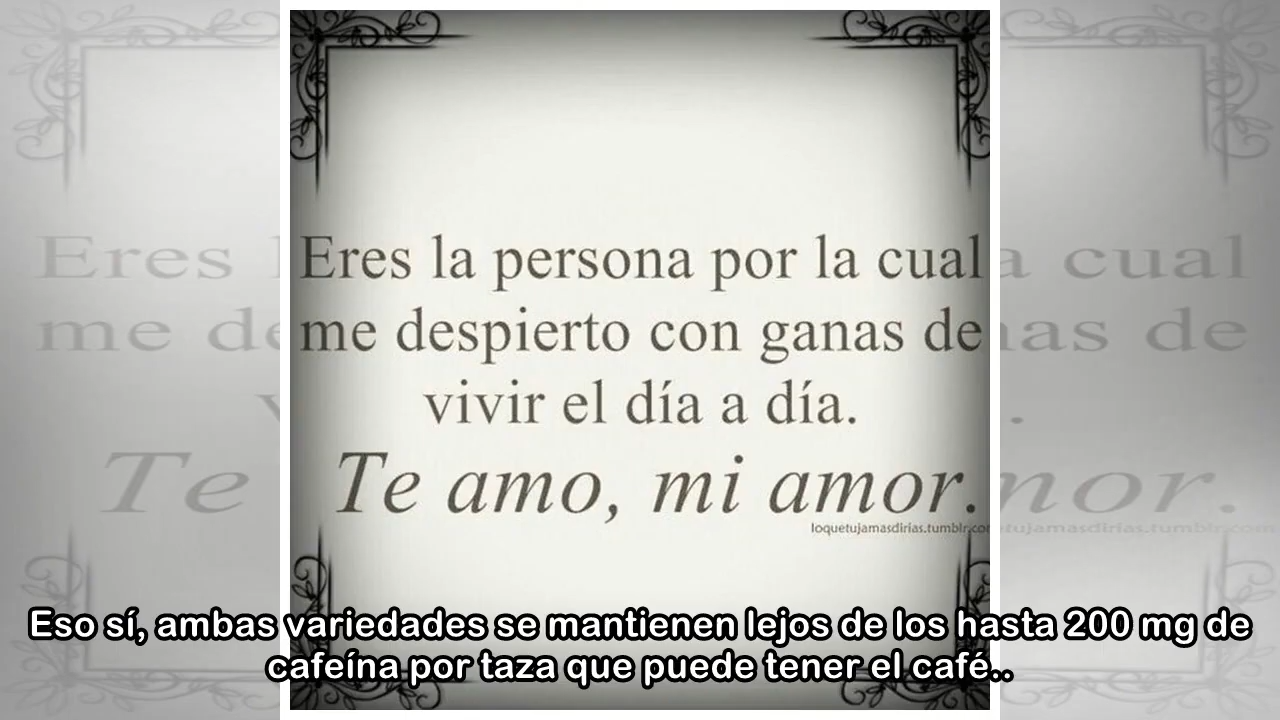 Eres la persona por la cual
me despierto con ganas de
vivir el día a día.
Te amo, mi amor.
loquetujamasdirias.tumblr.com
Eso sí, ambas variedades se mantienen lejos de los hasta 200 mg de
cafeína por taza que puede tener el café..